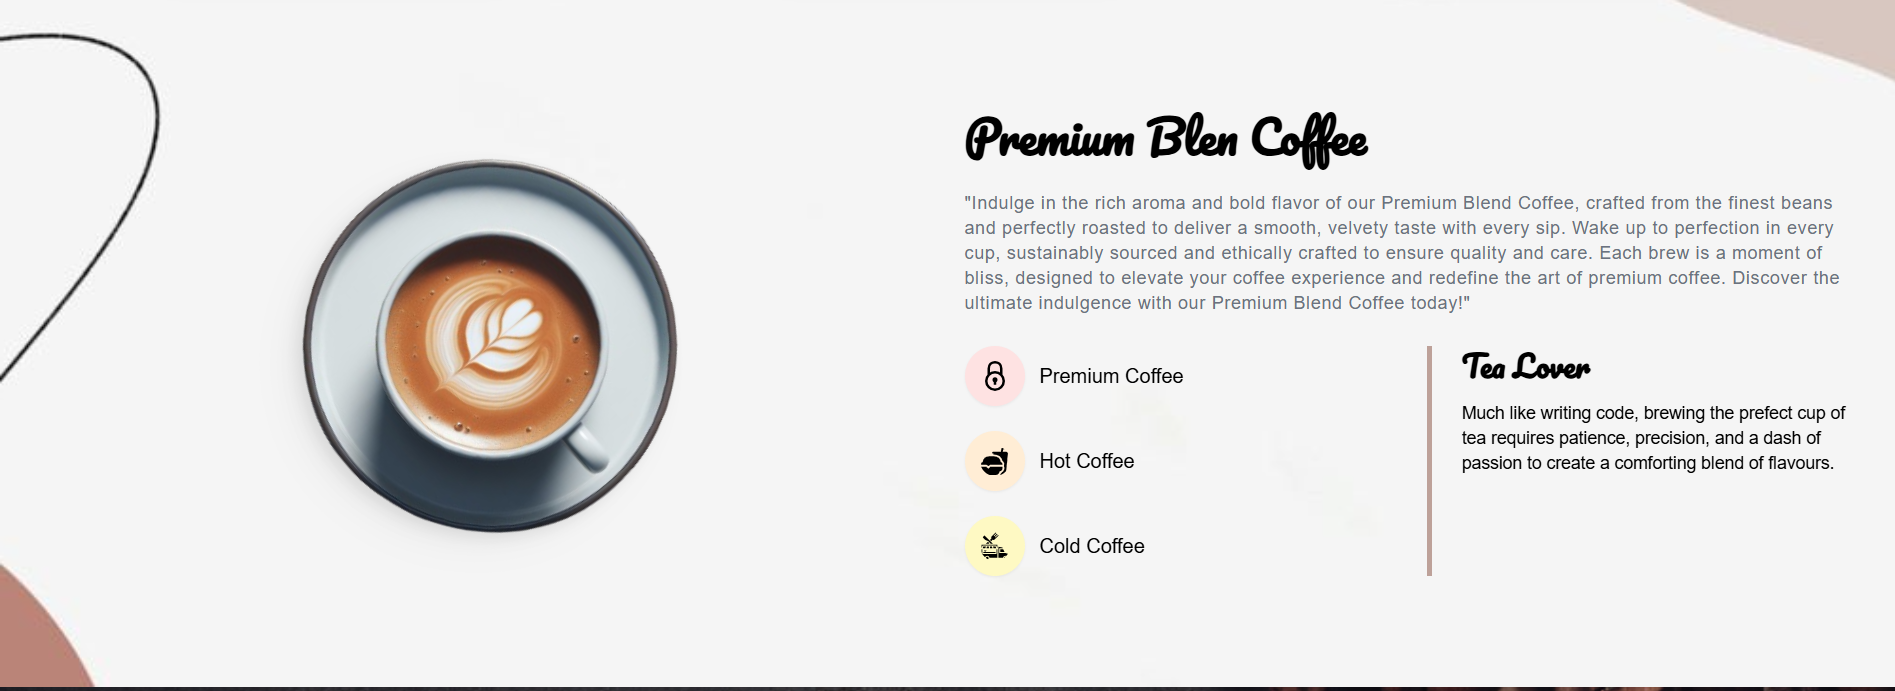 Premium Blen Coffee
"Indulge in the rich aroma and bold flavor of our Premium Blend Coffee, crafted from the finest beans
and perfectly roasted to deliver a smooth, velvety taste with every sip. Wake up to perfection in every
cup, sustainably sourced and ethically crafted to ensure quality and care. Each brew is a moment of
bliss, designed to elevate your coffee experience and redefine the art of premium coffee. Discover the
ultimate indulgence with our Premium Blend Coffee today!"
Premium Coffee
Hot Coffee
Cold Coffee
Tea Lover
Much like writing code, brewing the prefect cup of
tea requires patience, precision, and a dash of
passion to create a comforting blend of flavours.